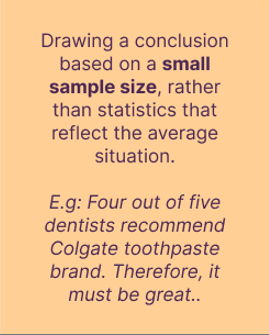 Drawing a conclusion
based on a small
sample size, rather
than statistics that
reflect the average
situation.
E.g: Four out of five
dentists recommend
Colgate toothpaste
brand. Therefore, it
must be great..